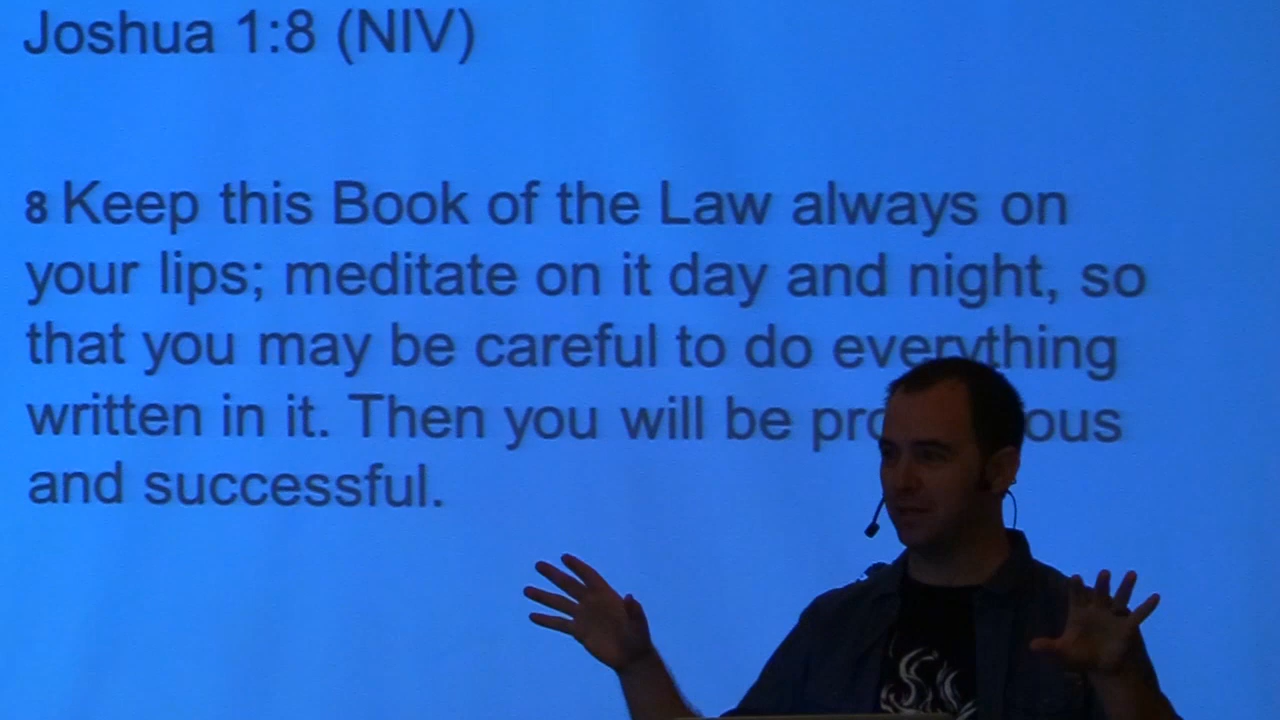 Joshua 1:8 (NIV)
8 Keep this Book of the Law always on
your lips; meditate on it day and night, so
that you may be careful to do everything
written in it. Then you will be
and successful.